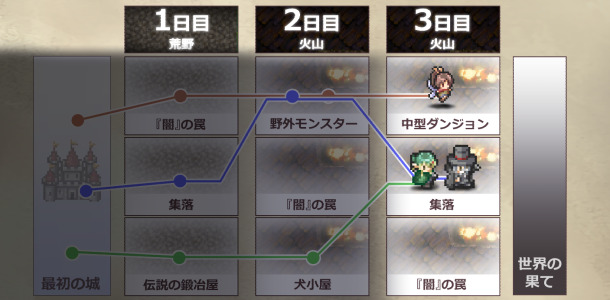 1日目
荒野
2日目
火山
3日目
火山
『闇』の罠
野外モンスター
中型ダンジョン
集落
『闇』の罠
集落
最初の城
伝説の鍛冶屋
犬小屋
『闇』の罠
世界の
果て